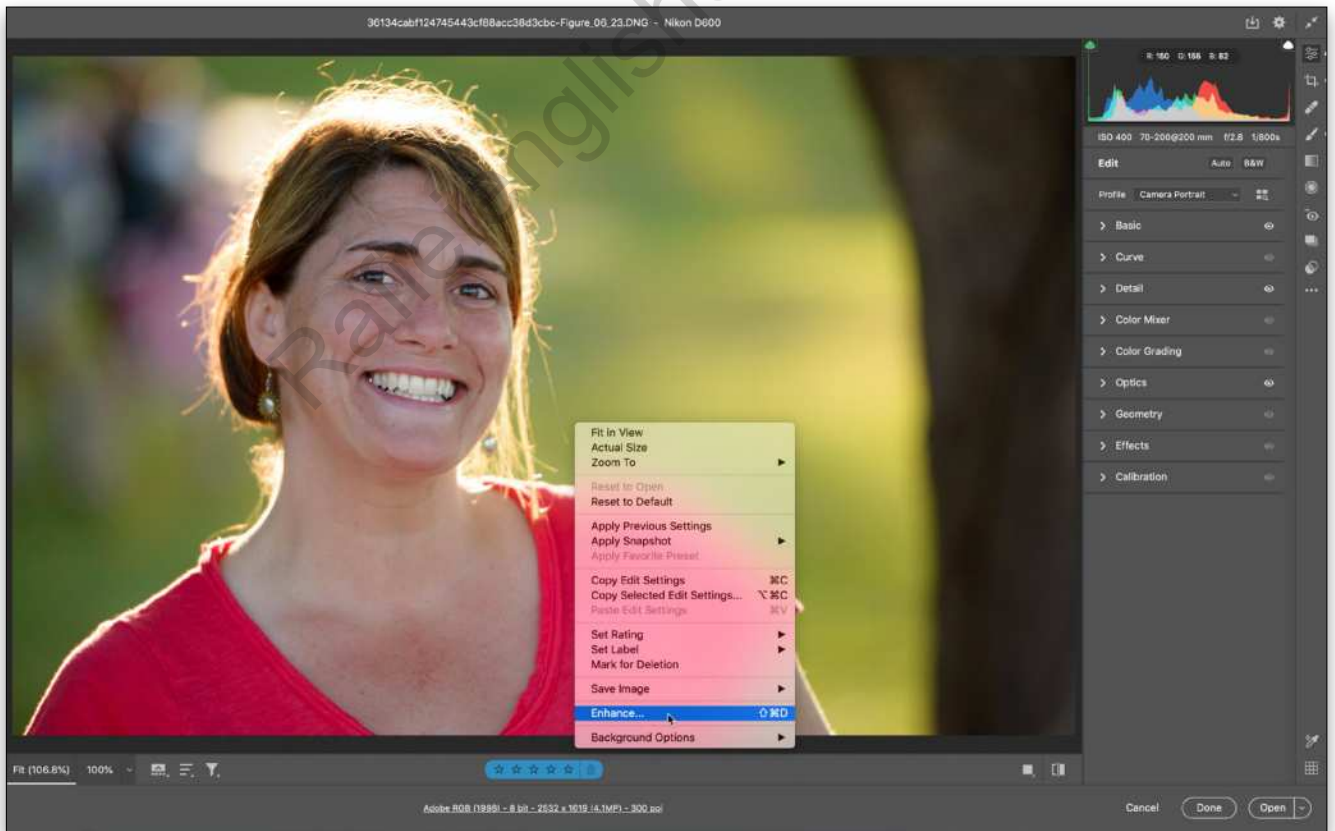 36134cabf124745443cf88acc38d3cbc-Figure_06_23.DNG - Nikon D600
R: 160 G: 156 B: 62
ISO 400 70-200@200 mm f/2.8 1/800s
Edit Auto B&W
Profile Camera Portrait
Basic
Curve
Detail
Color Mixer
Color Grading
Optics
Geometry
Effects
Calibration
Fit in View
Actual Size
Zoom To
Reset to Open
Reset to Default
Apply Previous Settings
Apply Snapshot
Apply Favorite Preset
Copy Edit Settings ⌘C
Copy Selected Edit Settings... ⌥⌘C
Paste Edit Settings ⌘V
Set Rating
Set Label
Mark for Deletion
Save Image
Enhance... ⇧⌘D
Background Options
Fit (106.8%) 100%
Adobe RGB (1998) - 8 bit - 2532 x 1619 (4.1MP) - 300 ppi
Cancel Done Open